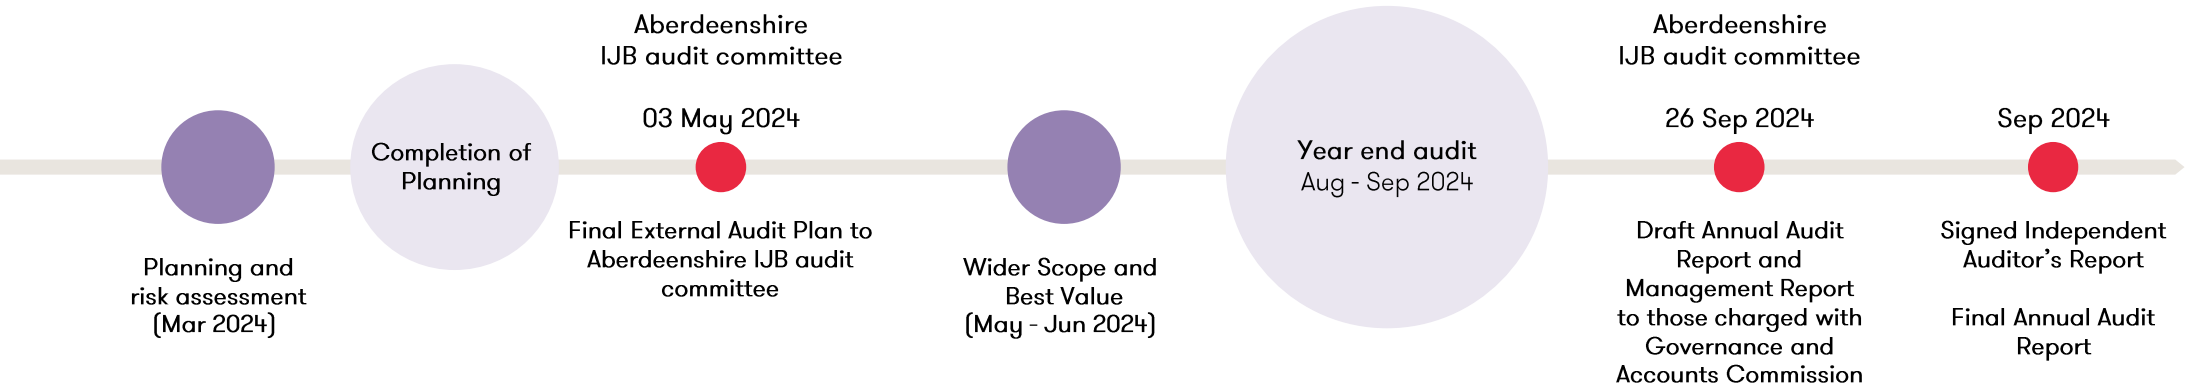 Planning and
risk assessment
(Mar 2024)
Completion of
Planning
Aberdeenshire
IJB audit committee
03 May 2024
Final External Audit Plan to
Aberdeenshire IJB audit
committee
Wider Scope and
Best Value
(May - Jun 2024)
Year end audit
Aug - Sep 2024
Aberdeenshire
IJB audit committee
26 Sep 2024
Draft Annual Audit
Report and
Management Report
to those charged with
Governance and
Accounts Commission
Sep 2024
Signed Independent
Auditor’s Report
Final Annual Audit
Report